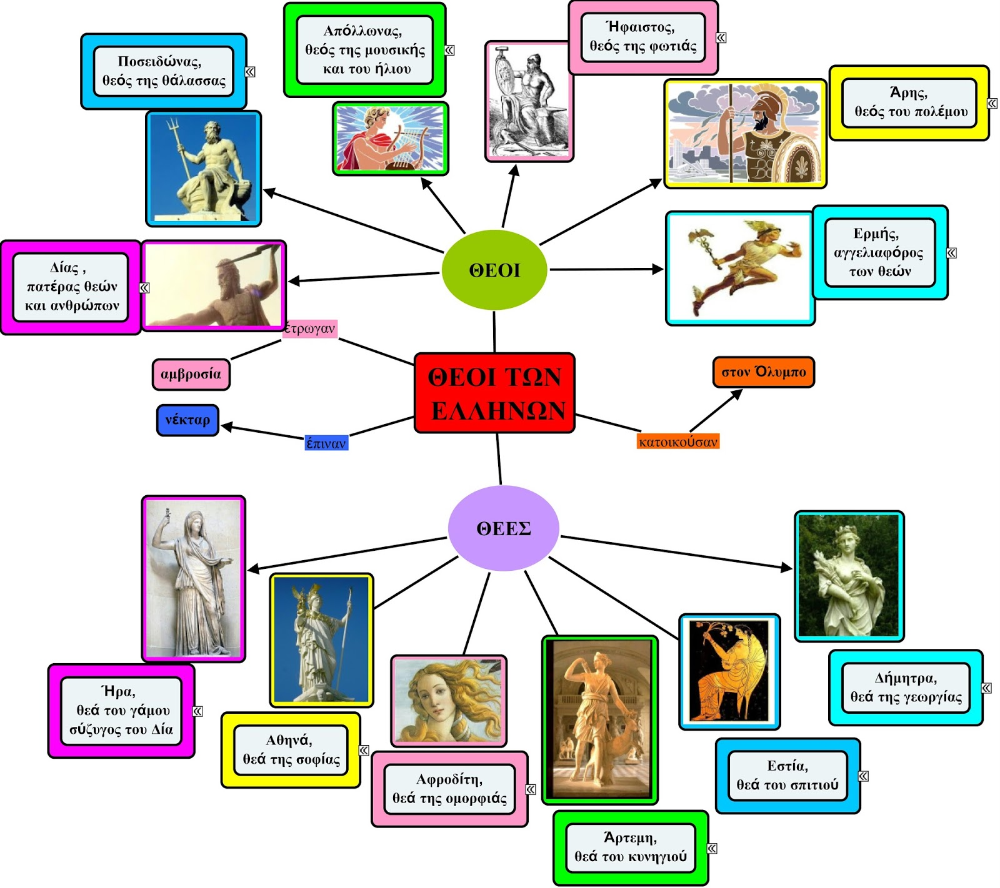 Απόλλωνας,
θεός της μουσικής
και του ήλιου
Ήφαιστος,
θεός της φωτιάς
Ποσειδώνας,
θεός της θάλασσας
Άρης,
θεός του πολέμου
Δίας ,
πατέρας θεών
και ανθρώπων
ΘΕΟΙ
Ερμής,
αγγελιαφόρος
των θεών
έτρωγαν
αμβροσία
ΘΕΟΙ ΤΩΝ
ΕΛΛΗΝΩΝ
στον Όλυμπο
νέκταρ
έπιναν
κατοικούσαν
ΘΕΕΣ
Ήρα,
θεά του γάμου
σύζυγος του Δία
Αθηνά,
θεά της σοφίας
Αφροδίτη,
θεά της ομορφιάς
Άρτεμη,
θεά του κυνηγιού
Εστία,
θεά του σπιτιού
Δήμητρα,
θεά της γεωργίας